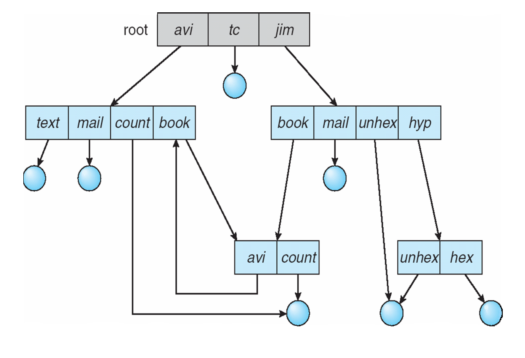 root avi tc jim
text mail count book book mail unhex hyp
avi count unhex hex